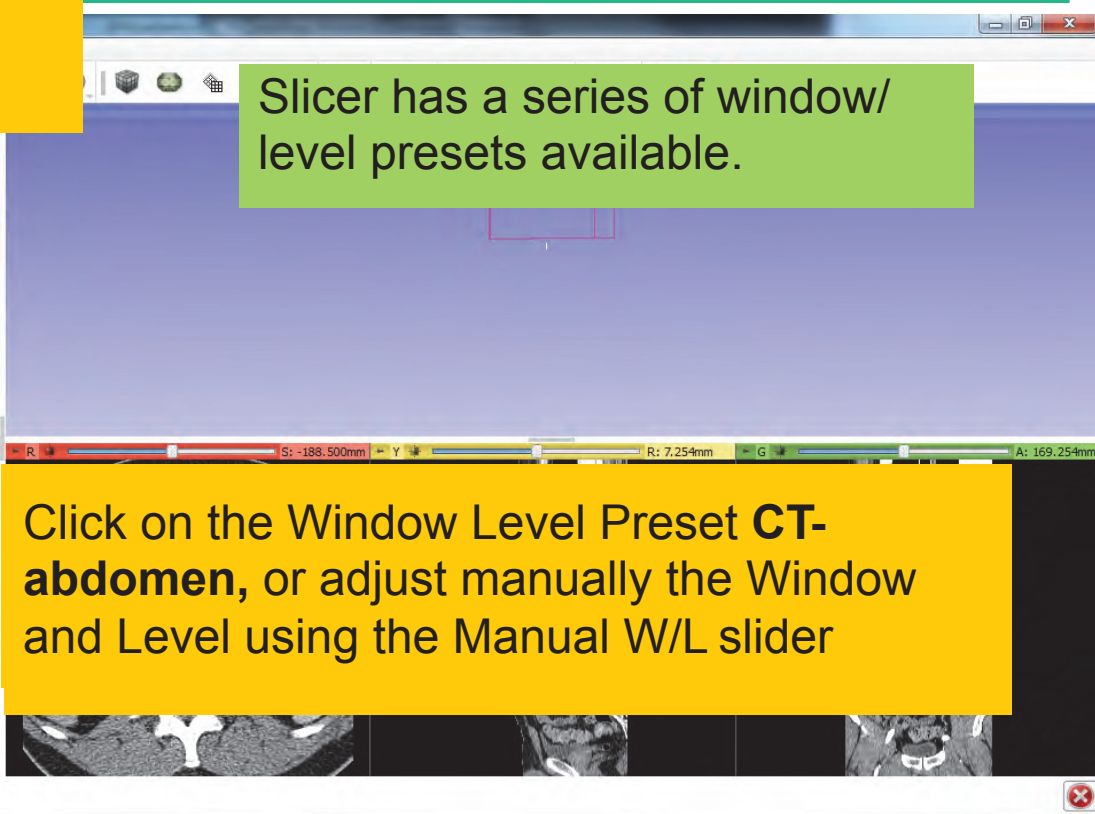 Slicer has a series of window/
level presets available.
R
S: -188.500mm
Y
R: 7.254mm
G
A: 169.254mm
Click on the Window Level Preset CT-
abdomen, or adjust manually the Window
and Level using the Manual W/L slider